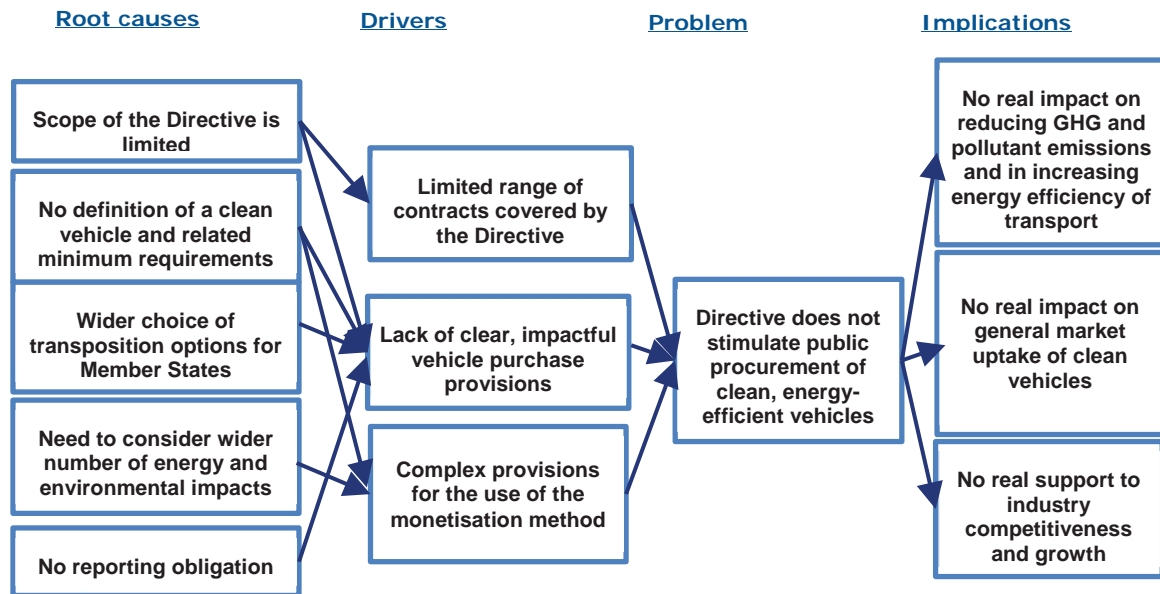 Root causes
Drivers
Problem
Implications
Scope of the Directive is
limited
No definition of a clean
vehicle and related
minimum requirements
Wider choice of
transposition options for
Member States
Need to consider wider
number of energy and
environmental impacts
No reporting obligation
Limited range of
contracts covered by
the Directive
Lack of clear, impactful
vehicle purchase
provisions
Complex provisions
for the use of the
monetisation method
Directive does not
stimulate public
procurement of
clean, energy-
efficient vehicles
No real impact on
reducing GHG and
pollutant emissions
and in increasing
energy efficiency of
transport
No real impact on
general market
uptake of clean
vehicles
No real support to
industry
competitiveness
and growth